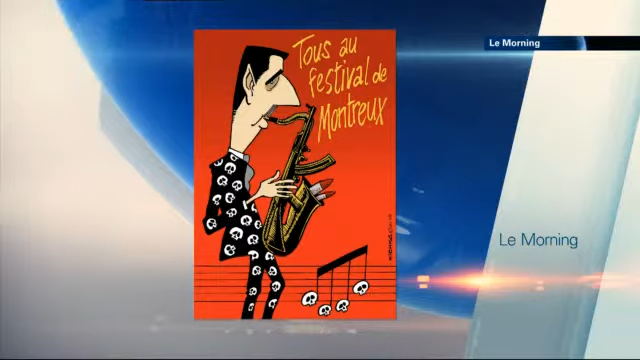 Le Morning
Tous au
festival de
Montreux
Le Morning